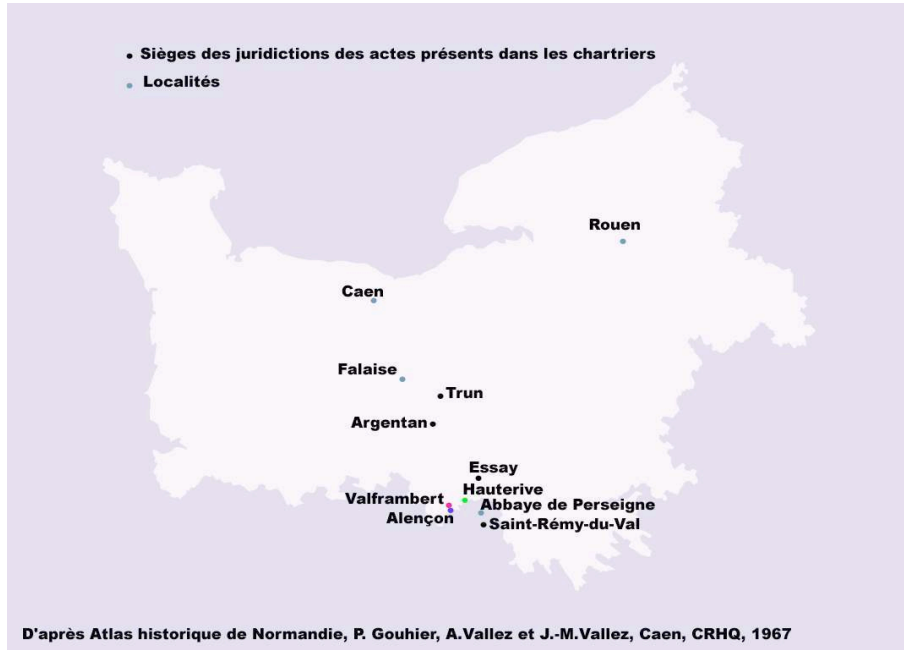 Sièges des juridictions des actes présents dans les chartriers
Localités
Rouen
Caen
Falaise
Trun
Argentan
Essay
Hauterive
Valframbert
Abbaye de Perseigne
Alençon
Saint-Rémy-du-Val
D'après Atlas historique de Normandie, P. Gouhier, A.Vallez et J.-M.Vallez, Caen, CRHQ, 1967